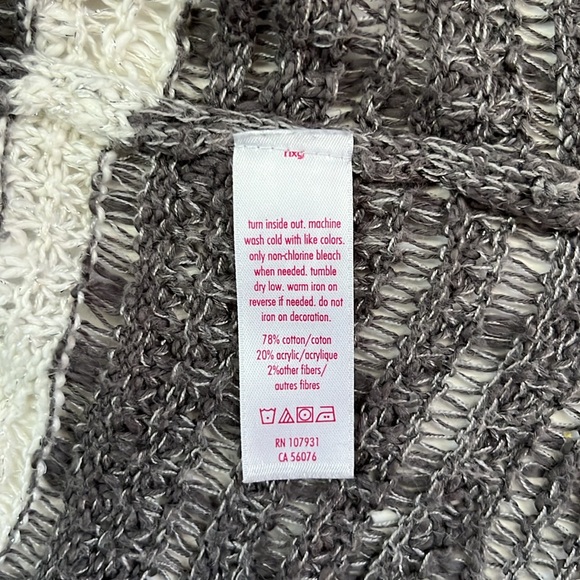 turn inside out. machine
wash cold with like colors.
only non-chlorine bleach
when needed. tumble
dry low. warm iron on
reverse if needed. do not
iron on decoration.
78% cotton/coton
20% acrylic/acrylique
2%other fibers/
autres fibres
RN 107931
CA 56076